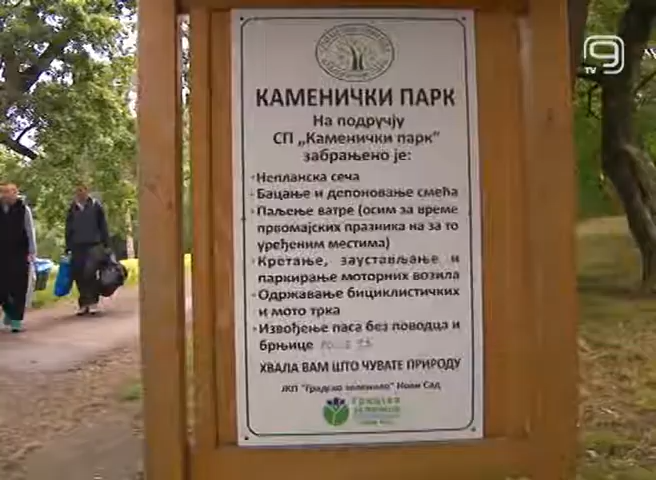 9
TV
КАМЕНИЧКИ ПАРК
На подручју
СП „Каменички парк"
забрањено је:
•Непланска сеча
•Бацање и депоновање смећа
•Паљење ватре (осим за време
првомајских празника на за то
уређеним местима)
•Кретање, заустављање и
паркирање моторних возила
•Одржавање бициклистичких
и мото трка
•Извођење паса без поводца и
брњице
ХВАЛА ВАМ ШТО ЧУВАТЕ ПРИРОДУ
ЈКП "Градско зеленило" Нови Сад